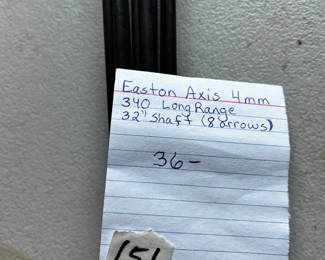 Easton Axis 4mm
340 Long Range
32" Shaft (8 arrows)
36-
151